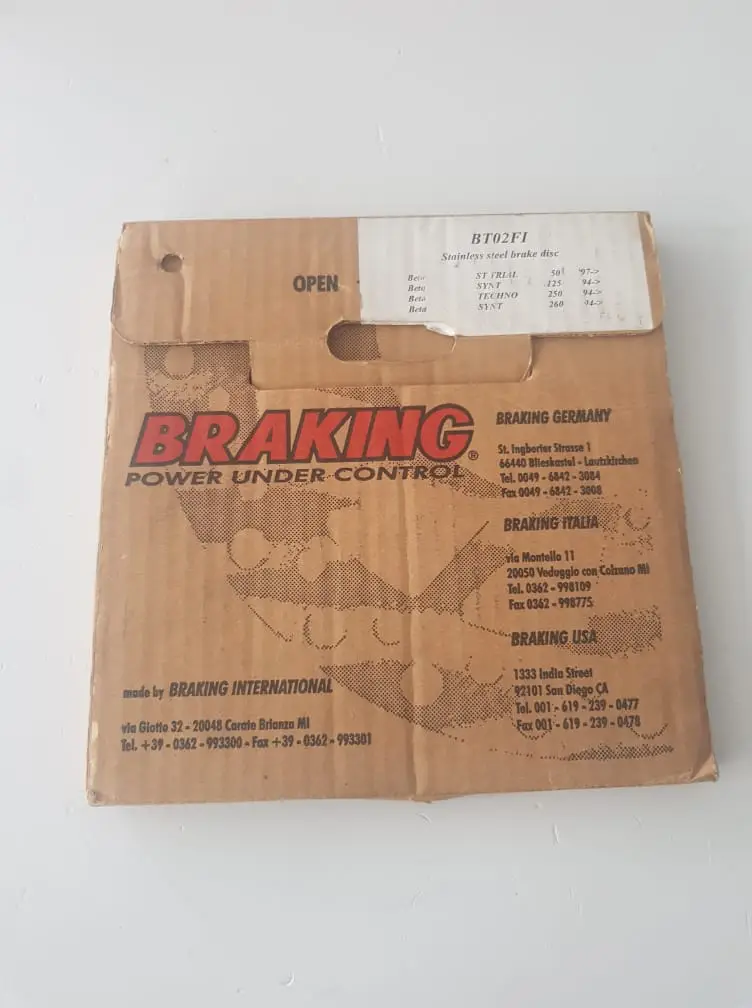 BT02FI
Stainless steel brake disc
OPEN
Beta ST TRIAL 50 '97->
Beta SYNT 125 94->
Beta TECHNO 250 94->
Beta SYNT 260 94->
BRAKING®
POWER UNDER CONTROL
BRAKING GERMANY
St. Ingberter Strasse 1
66440 Blieskastel - Lautzkirchen
Tel. 0049 - 6842 - 3084
Fax 0049 - 6842 - 3008
BRAKING ITALIA
via Montello 11
20050 Veduggio con Colzano MI
Tel. 0362 - 998109
Fax 0362 - 998775
BRAKING USA
1333 India Street
92101 San Diego CA
Tel. 001 - 619 - 239 - 0477
Fax 001 - 619 - 239 - 0478
made by BRAKING INTERNATIONAL
via Giotto 32 - 20048 Carate Brianza MI
Tel. +39 - 0362 - 993300 - Fax +39 - 0362 - 993301